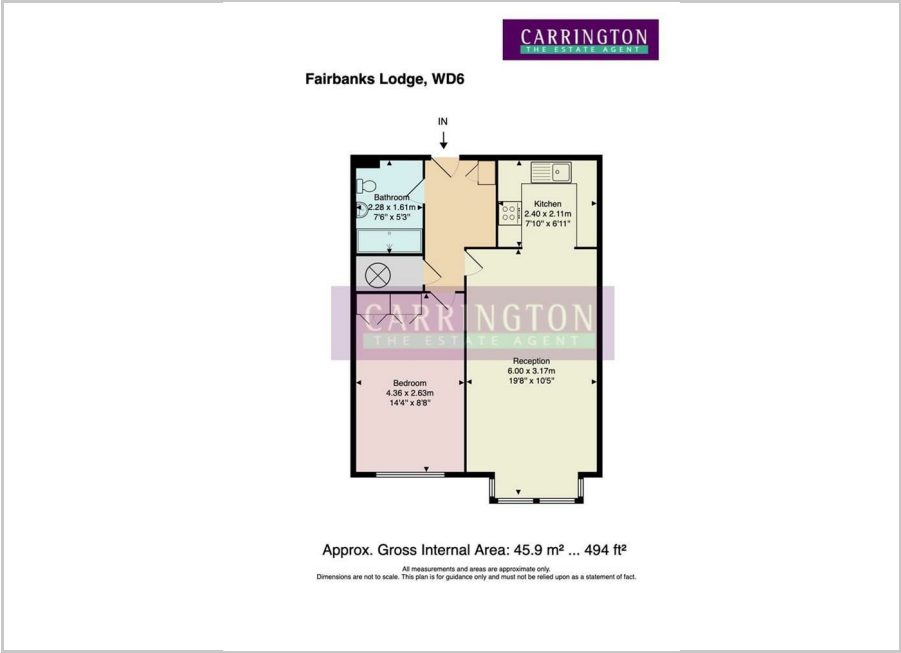 CARRINGTON
THE ESTATE AGENT
Fairbanks Lodge, WD6
IN
Bathroom
2.28 x 1.61m
7'6" x 5'3"
Kitchen
2.40 x 2.11m
7'10" x 6'11"
CARRINGTON
THE ESTATE AGENT
Reception
6.00 x 3.17m
19'8" x 10'5"
Bedroom
4.36 x 2.63m
14'4" x 8'8"
Approx. Gross Internal Area: 45.9 m² ... 494 ft²
All measurements and areas are approximate only.
Dimensions are not to scale. This plan is for guidance only and must not be relied upon as a statement of fact.